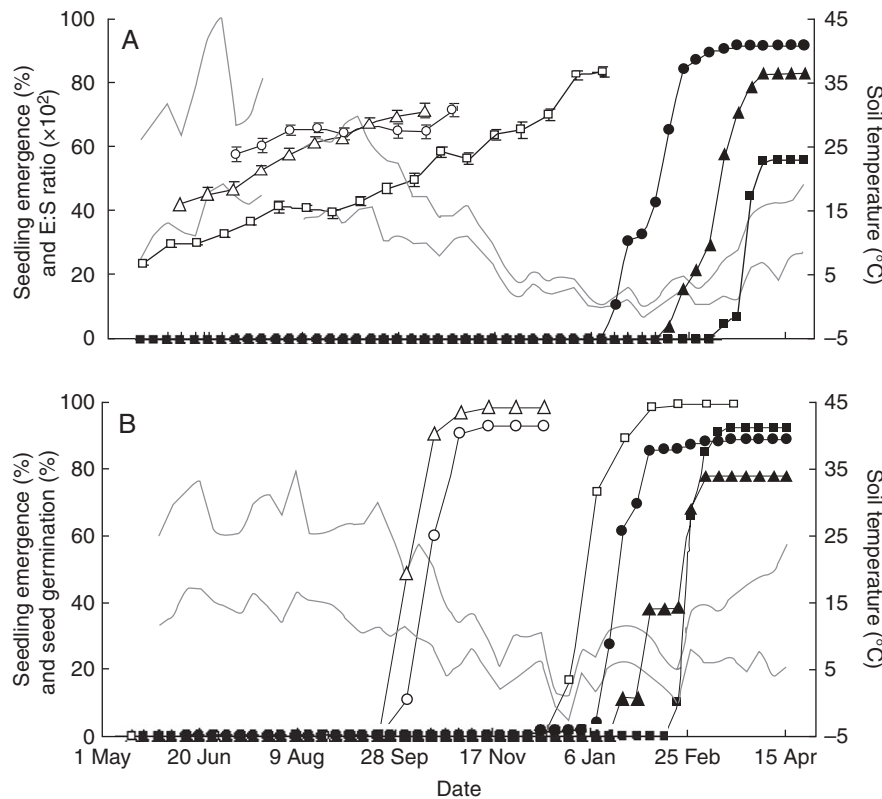 A
100
80
60
40
20
0
Seedling emergence (%)
and E:S ratio (×10²)
45
35
25
15
5
–5
Soil temperature (°C)
B
100
80
60
40
20
0
Seedling emergence (%)
and seed germination (%)
45
35
25
15
5
–5
Soil temperature (°C)
1 May 20 Jun 9 Aug 28 Sep 17 Nov 6 Jan 25 Feb 15 Apr
Date